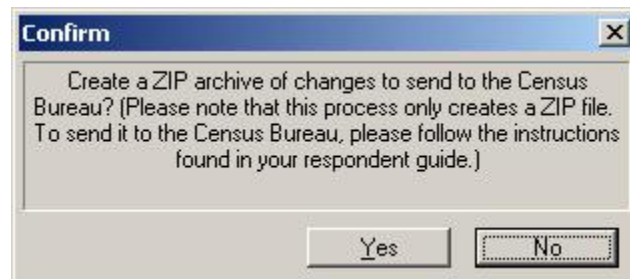 Confirm
Create a ZIP archive of changes to send to the Census
Bureau? (Please note that this process only creates a ZIP file.
To send it to the Census Bureau, please follow the instructions
found in your respondent guide.)
Yes
No